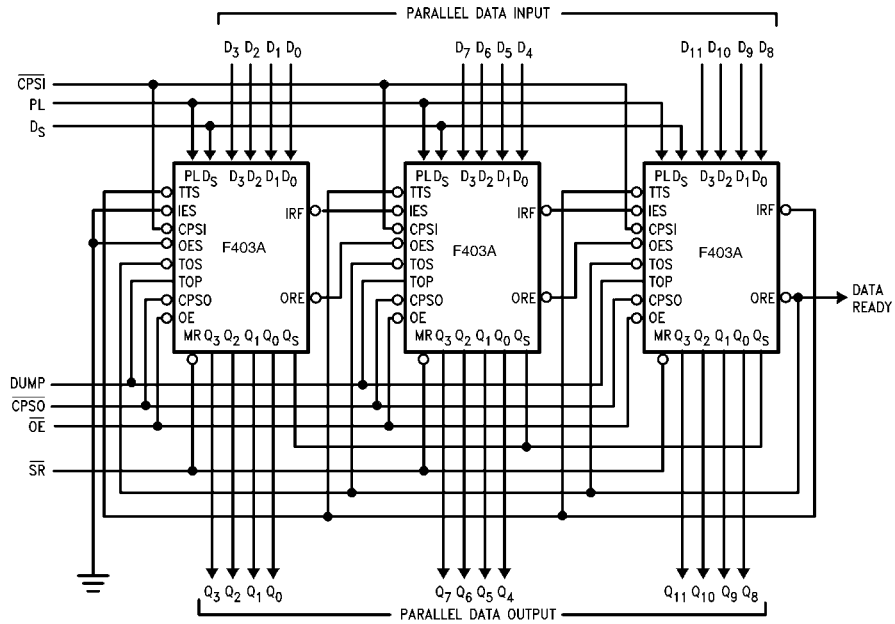 PARALLEL DATA INPUT
D3 D2 D1 D0 D7 D6 D5 D4 D11 D10 D9 D8
CPSI
PL
DS
PL DS D3 D2 D1 D0
TTS
IES
CPSI
OES
TOS
TOP
CPSO
OE
IRF
F403A
ORE
MR Q3 Q2 Q1 Q0 QS
PL DS D3 D2 D1 D0
TTS
IES
CPSI
OES
TOS
TOP
CPSO
OE
IRF
F403A
ORE
MR Q3 Q2 Q1 Q0 QS
PL DS D3 D2 D1 D0
TTS
IES
CPSI
OES
TOS
TOP
CPSO
OE
IRF
F403A
ORE
MR Q3 Q2 Q1 Q0 QS
DATA
READY
DUMP
CPSO
OE
SR
Q3 Q2 Q1 Q0 Q7 Q6 Q5 Q4 Q11 Q10 Q9 Q8
PARALLEL DATA OUTPUT